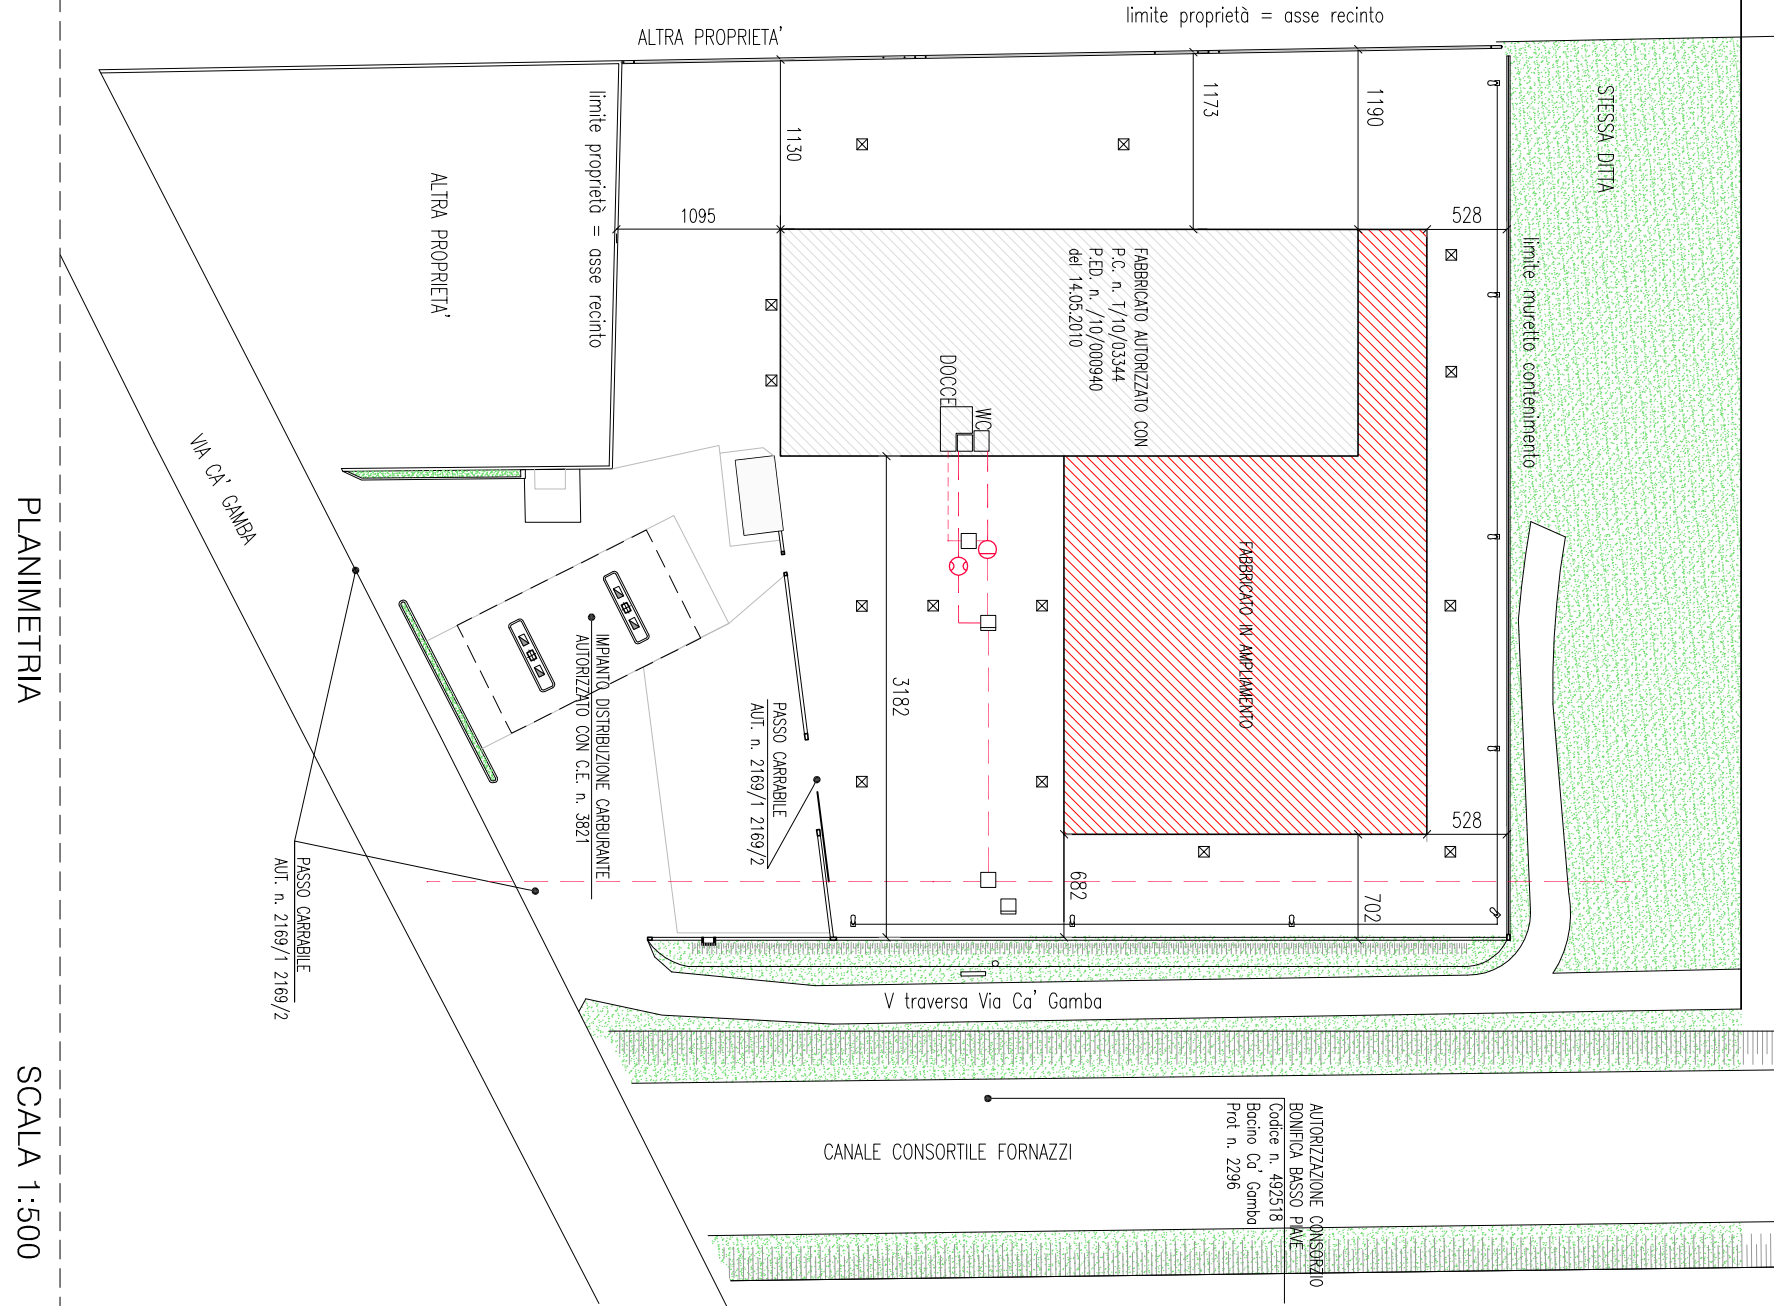 limite proprietà = asse recinto
ALTRA PROPRIETA'
STESSA DITTA
1190
1173
1130
limite proprietà = asse recinto
ALTRA PROPRIETA'
1095
528
limite muretto contenimento
FABBRICATO AUTORIZZATO CON
P.C. n. T/10/03344
P.ED. n. /10/000940
del 14.05.2010
DOCCE
WC
VIA CA' GAMBA
FABBRICATO IN AMPLIAMENTO
IMPIANTO DISTRIBUZIONE CARBURANTE
AUTORIZZATO CON C.E. n. 3821
3182
PASSO CARRABILE
AUT. n. 2169/1 2169/2
528
682
702
PASSO CARRABILE
AUT. n. 2169/1 2169/2
V traversa Via Ca' Gamba
CANALE CONSORTILE FORNAZZI
AUTORIZZAZIONE CONSORZIO
BONIFICA BASSO PIAVE
Codice n. 492518
Bacino Ca' Gamba
Prot n. 2296
PLANIMETRIA
SCALA 1:500